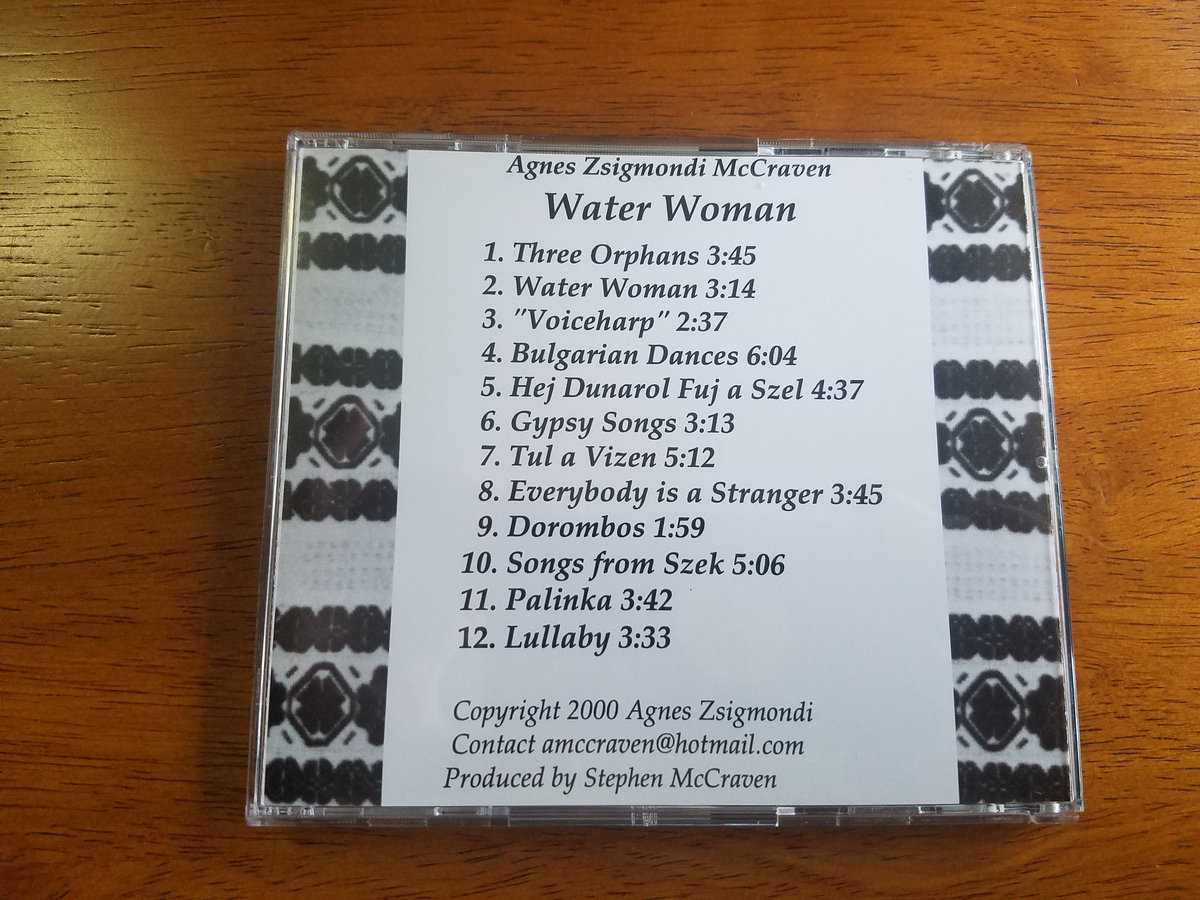 Agnes Zsigmondi McCraven
Water Woman
1. Three Orphans 3:45
2. Water Woman 3:14
3. "Voiceharp" 2:37
4. Bulgarian Dances 6:04
5. Hej Dunarol Fuj a Szel 4:37
6. Gypsy Songs 3:13
7. Tul a Vizen 5:12
8. Everybody is a Stranger 3:45
9. Dorombos 1:59
10. Songs from Szek 5:06
11. Palinka 3:42
12. Lullaby 3:33
Copyright 2000 Agnes Zsigmondi
Contact amccraven@hotmail.com
Produced by Stephen McCraven